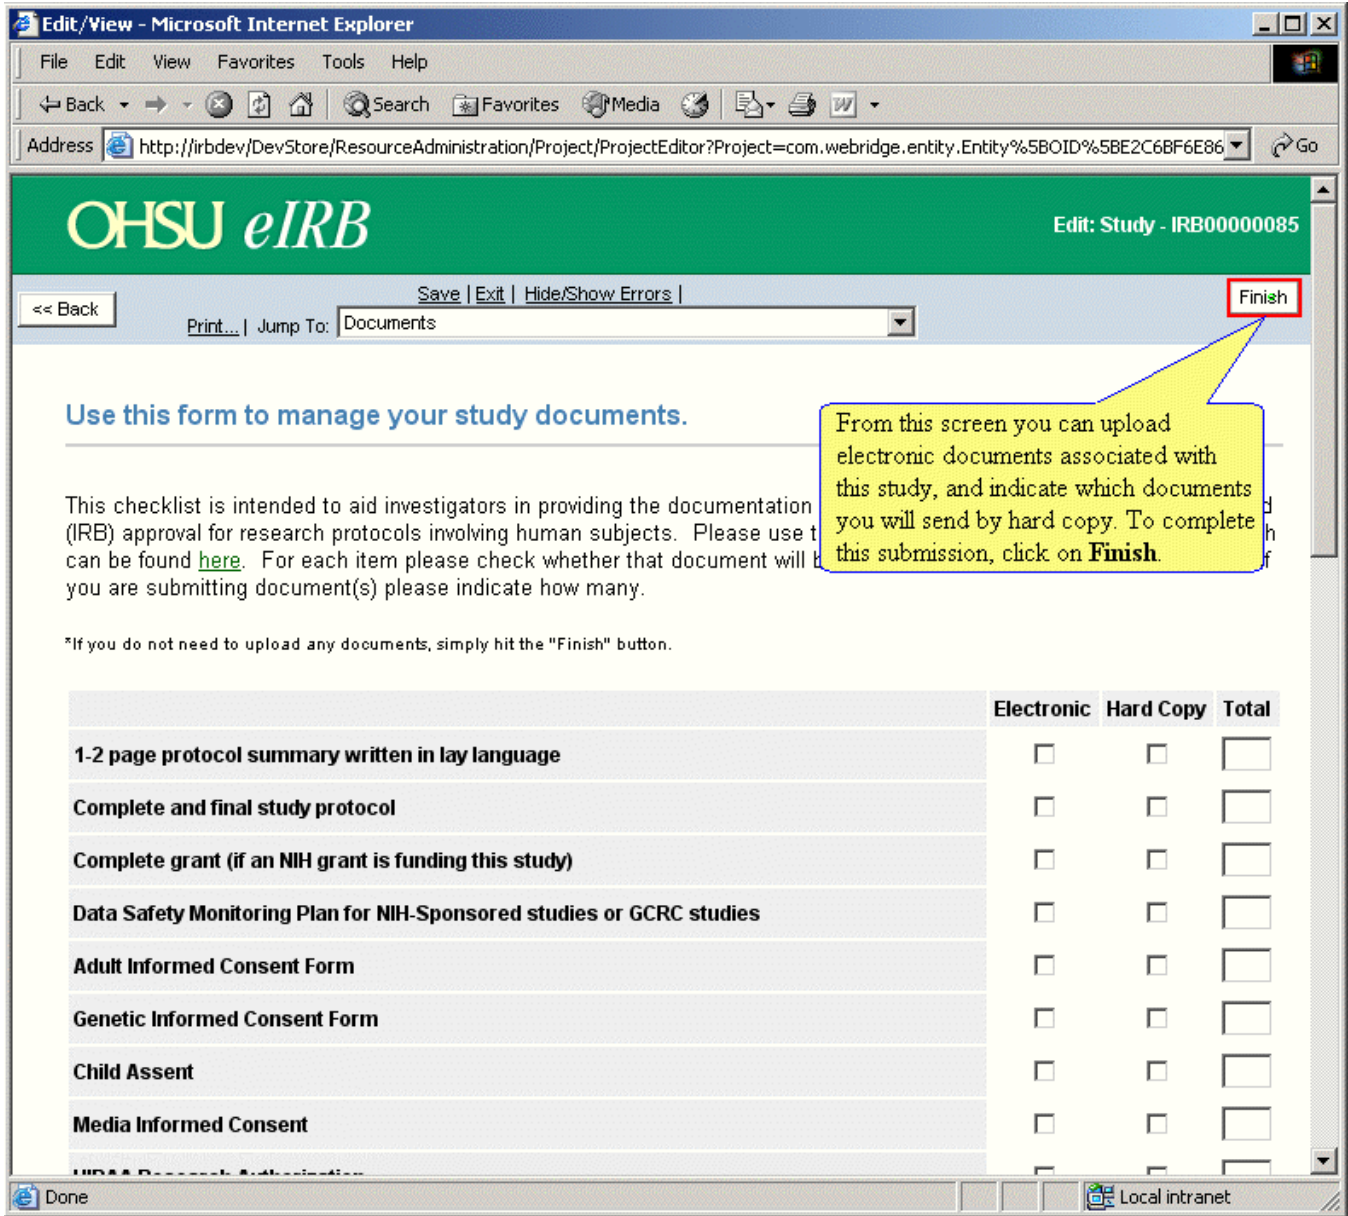 Edit/View - Microsoft Internet Explorer
File Edit View Favorites Tools Help
Back Search Favorites Media
Address http://irbdev/DevStore/ResourceAdministration/Project/ProjectEditor?Project=com.webridge.entity.Entity%5BOID%5BE2C6BF6E86 Go
OHSU eIRB
Edit: Study - IRB00000085
<< Back
Save | Exit | Hide/Show Errors |
Print... | Jump To: Documents
Finish
Use this form to manage your study documents.
From this screen you can upload
electronic documents associated with
this study, and indicate which documents
you will send by hard copy. To complete
this submission, click on Finish.
This checklist is intended to aid investigators in providing the documentation
(IRB) approval for research protocols involving human subjects. Please use
can be found here. For each item please check whether that document will
you are submitting document(s) please indicate how many.
*If you do not need to upload any documents, simply hit the "Finish" button.
Electronic Hard Copy Total
1-2 page protocol summary written in lay language
Complete and final study protocol
Complete grant (if an NIH grant is funding this study)
Data Safety Monitoring Plan for NIH-Sponsored studies or GCRC studies
Adult Informed Consent Form
Genetic Informed Consent Form
Child Assent
Media Informed Consent
Done
Local intranet